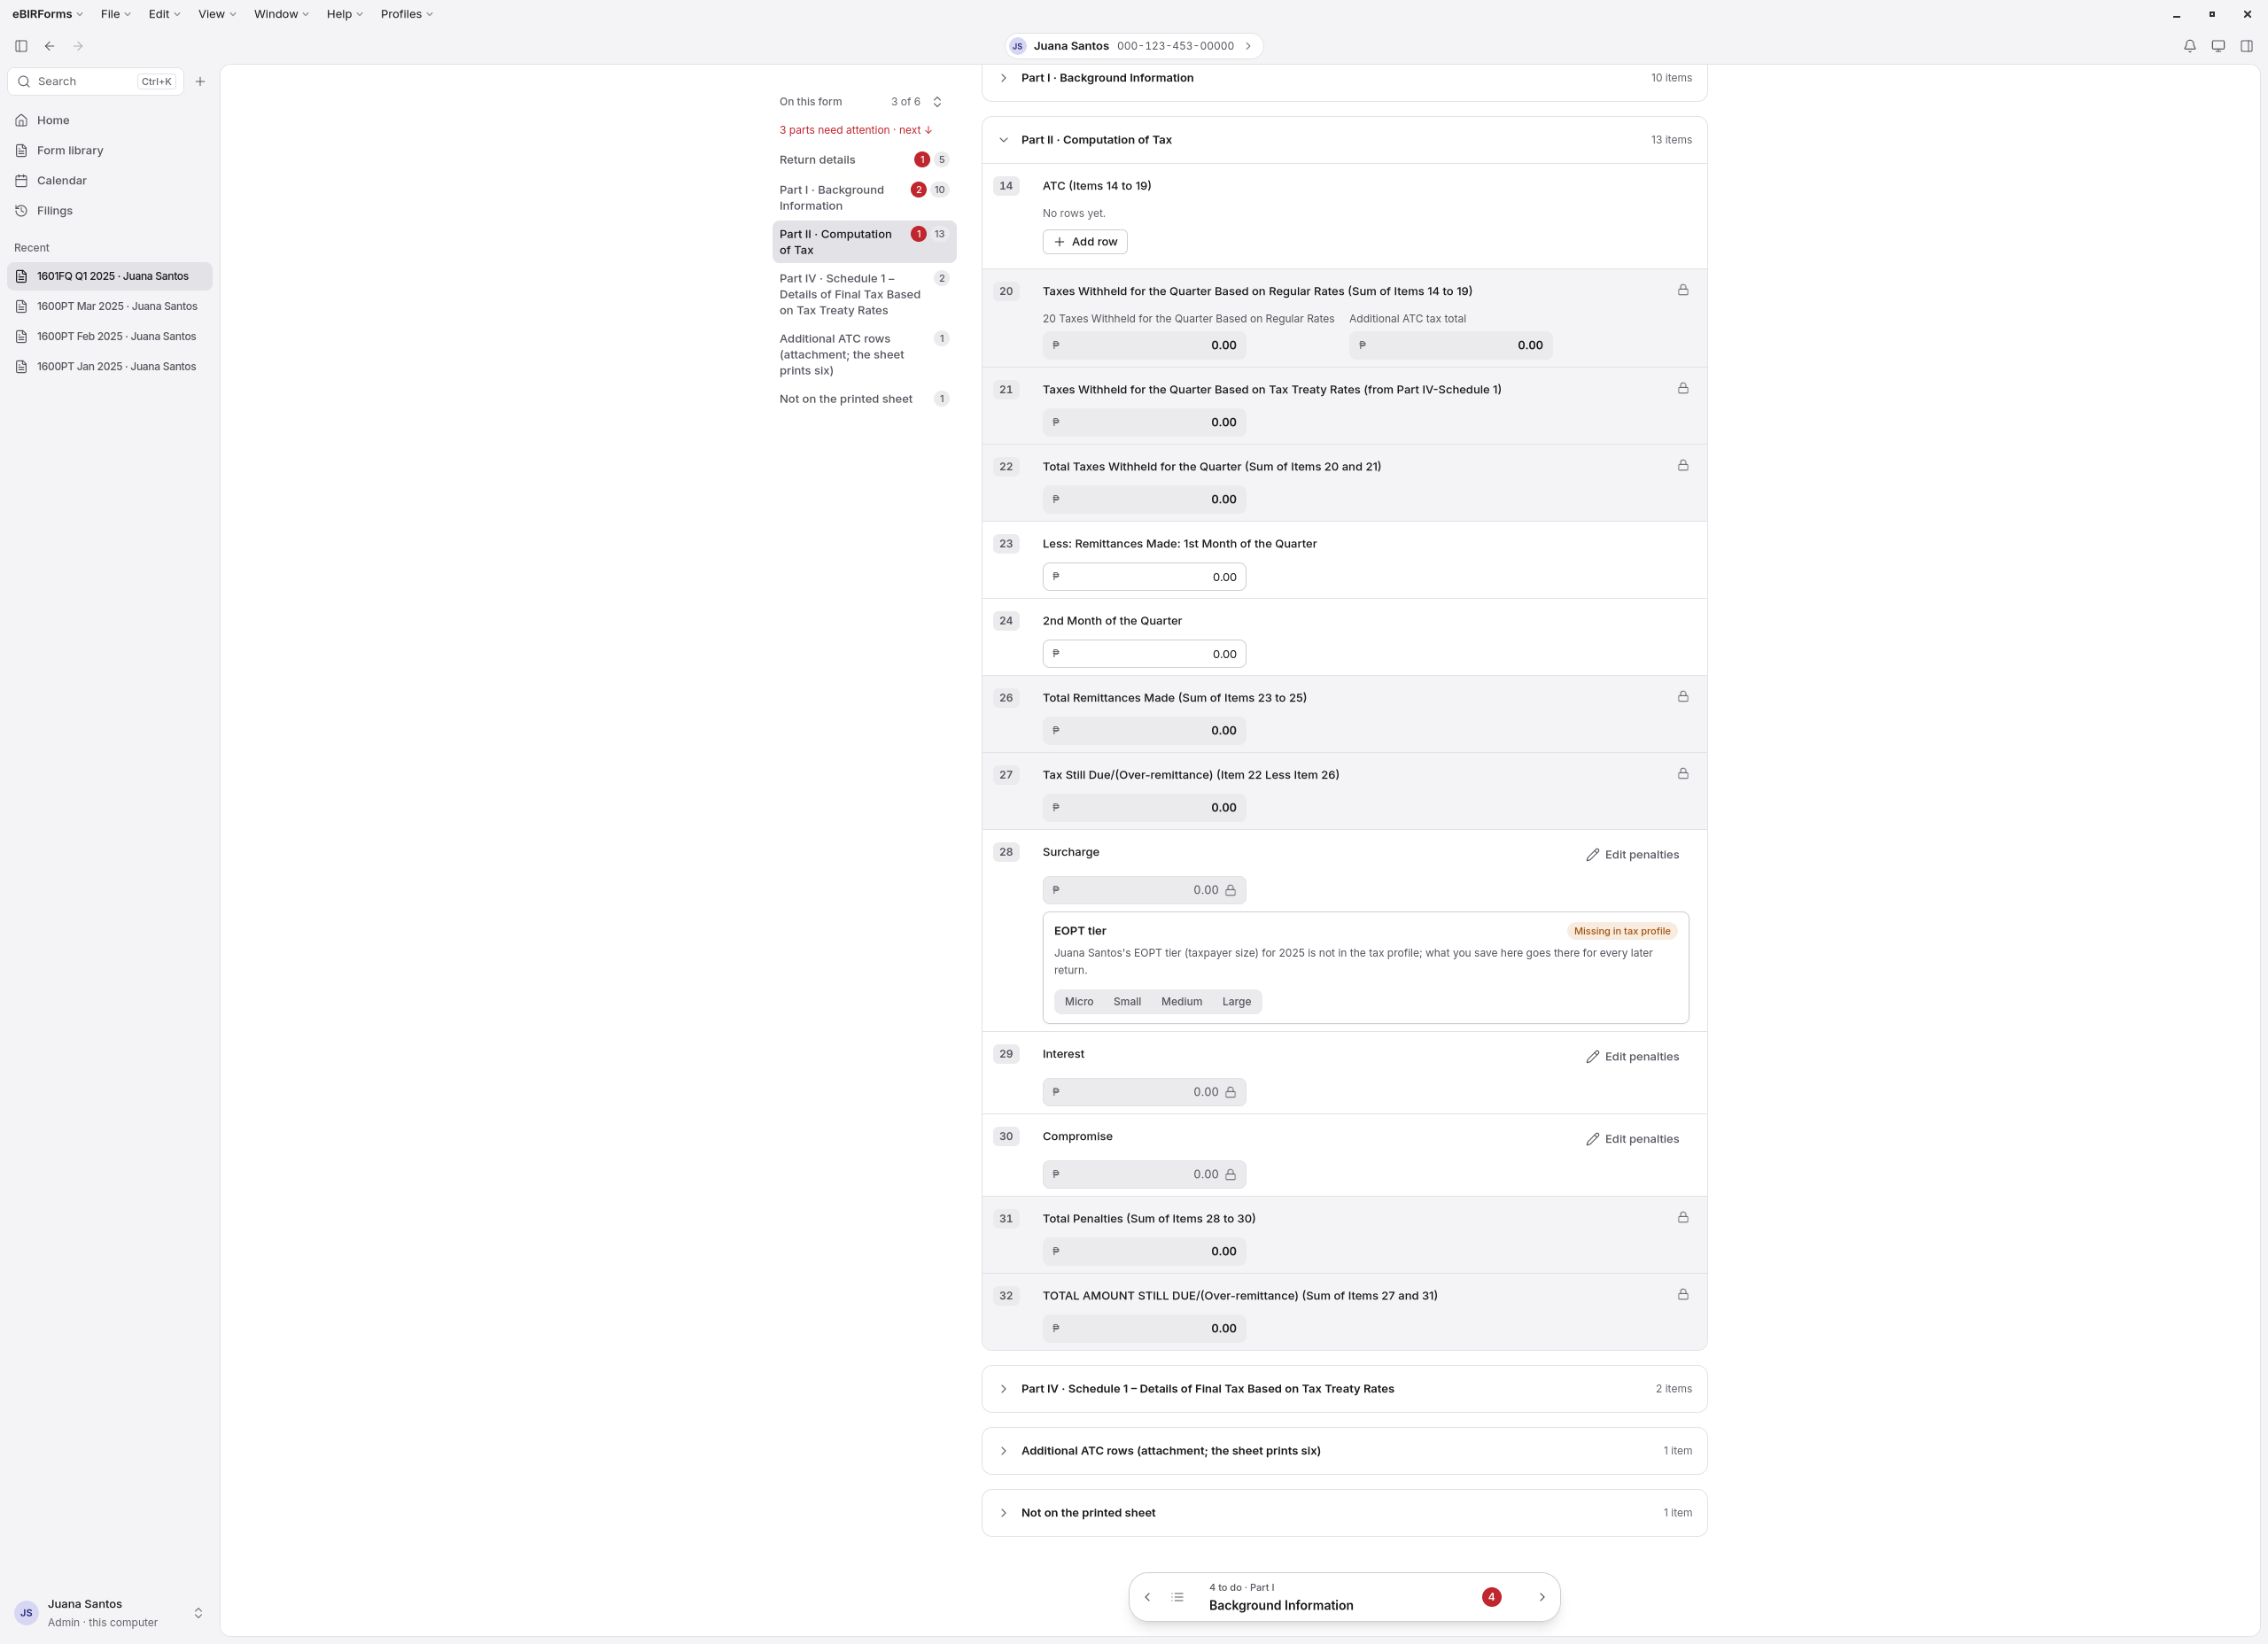 eBIRForms File Edit View Window Help Profiles
JS Juana Santos 000-123-453-00000
Search Ctrl+K
Home
Form library
Calendar
Filings
Recent
1601FQ Q1 2025 · Juana Santos
1600PT Mar 2025 · Juana Santos
1600PT Feb 2025 · Juana Santos
1600PT Jan 2025 · Juana Santos
On this form 3 of 6
3 parts need attention · next ↓
Return details 1 5
Part I · Background 2 10
Information
Part II · Computation 1 13
of Tax
Part IV · Schedule 1 – 2
Details of Final Tax Based
on Tax Treaty Rates
Additional ATC rows 1
(attachment; the sheet
prints six)
Not on the printed sheet 1
Part I · Background Information 10 items
Part II · Computation of Tax 13 items
14 ATC (Items 14 to 19)
No rows yet.
Add row
20 Taxes Withheld for the Quarter Based on Regular Rates (Sum of Items 14 to 19)
20 Taxes Withheld for the Quarter Based on Regular Rates Additional ATC tax total
₱ 0.00 ₱ 0.00
21 Taxes Withheld for the Quarter Based on Tax Treaty Rates (from Part IV-Schedule 1)
₱ 0.00
22 Total Taxes Withheld for the Quarter (Sum of Items 20 and 21)
₱ 0.00
23 Less: Remittances Made: 1st Month of the Quarter
₱ 0.00
24 2nd Month of the Quarter
₱ 0.00
26 Total Remittances Made (Sum of Items 23 to 25)
₱ 0.00
27 Tax Still Due/(Over-remittance) (Item 22 Less Item 26)
₱ 0.00
28 Surcharge Edit penalties
₱ 0.00
EOPT tier Missing in tax profile
Juana Santos's EOPT tier (taxpayer size) for 2025 is not in the tax profile; what you save here goes there for every later
return.
Micro Small Medium Large
29 Interest Edit penalties
₱ 0.00
30 Compromise Edit penalties
₱ 0.00
31 Total Penalties (Sum of Items 28 to 30)
₱ 0.00
32 TOTAL AMOUNT STILL DUE/(Over-remittance) (Sum of Items 27 and 31)
₱ 0.00
Part IV · Schedule 1 – Details of Final Tax Based on Tax Treaty Rates 2 items
Additional ATC rows (attachment; the sheet prints six) 1 item
Not on the printed sheet 1 item
4 to do · Part I
Background Information 4
JS Juana Santos
Admin · this computer